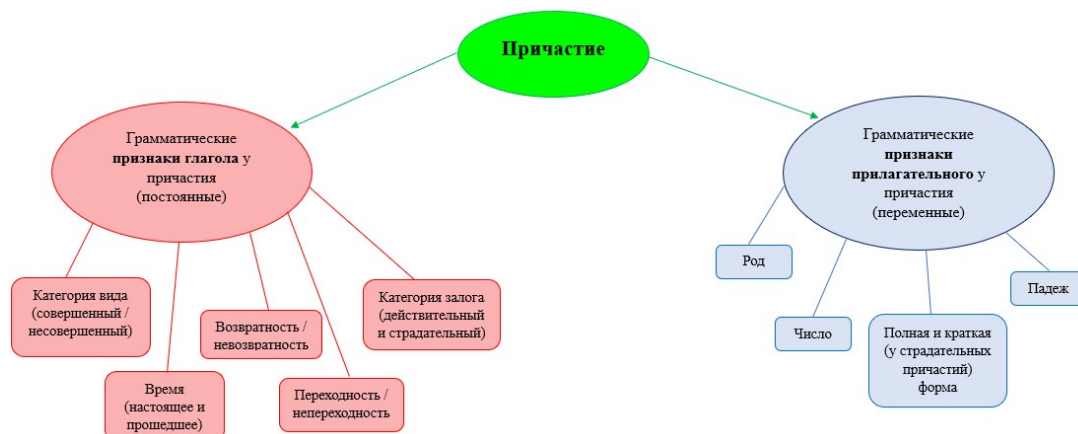 Причастие
Грамматические
признаки глагола у
причастия
(постоянные)
Грамматические
признаки
прилагательного у
причастия
(переменные)
Категория вида
(совершенный /
несовершенный)
Время
(настоящее и
прошедшее)
Возвратность /
невозвратность
Переходность /
непереходность
Категория залога
(действительный
и страдательный)
Род
Число
Полная и краткая
(у страдательных
причастий)
форма
Падеж